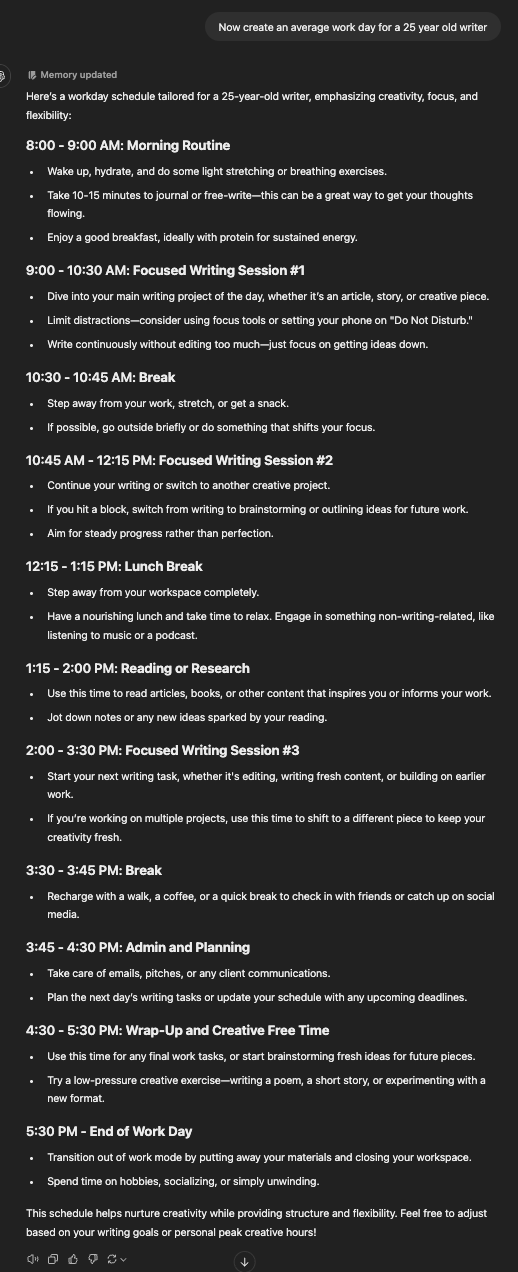 Now create an average work day for a 25 year old writer
Memory updated
Here's a workday schedule tailored for a 25-year-old writer, emphasizing creativity, focus, and
flexibility:
8:00 - 9:00 AM: Morning Routine
• Wake up, hydrate, and do some light stretching or breathing exercises.
• Take 10-15 minutes to journal or free-write—this can be a great way to get your thoughts
flowing.
• Enjoy a good breakfast, ideally with protein for sustained energy.
9:00 - 10:30 AM: Focused Writing Session #1
• Dive into your main writing project of the day, whether it's an article, story, or creative piece.
• Limit distractions—consider using focus tools or setting your phone on "Do Not Disturb."
• Write continuously without editing too much—just focus on getting ideas down.
10:30 - 10:45 AM: Break
• Step away from your work, stretch, or get a snack.
• If possible, go outside briefly or do something that shifts your focus.
10:45 AM - 12:15 PM: Focused Writing Session #2
• Continue your writing or switch to another creative project.
• If you hit a block, switch from writing to brainstorming or outlining ideas for future work.
• Aim for steady progress rather than perfection.
12:15 - 1:15 PM: Lunch Break
• Step away from your workspace completely.
• Have a nourishing lunch and take time to relax. Engage in something non-writing-related, like
listening to music or a podcast.
1:15 - 2:00 PM: Reading or Research
• Use this time to read articles, books, or other content that inspires you or informs your work.
• Jot down notes or any new ideas sparked by your reading.
2:00 - 3:30 PM: Focused Writing Session #3
• Start your next writing task, whether it's editing, writing fresh content, or building on earlier
work.
• If you're working on multiple projects, use this time to shift to a different piece to keep your
creativity fresh.
3:30 - 3:45 PM: Break
• Recharge with a walk, a coffee, or a quick break to check in with friends or catch up on social
media.
3:45 - 4:30 PM: Admin and Planning
• Take care of emails, pitches, or any client communications.
• Plan the next day's writing tasks or update your schedule with any upcoming deadlines.
4:30 - 5:30 PM: Wrap-Up and Creative Free Time
• Use this time for any final work tasks, or start brainstorming fresh ideas for future pieces.
• Try a low-pressure creative exercise—writing a poem, a short story, or experimenting with a
new format.
5:30 PM - End of Work Day
• Transition out of work mode by putting away your materials and closing your workspace.
• Spend time on hobbies, socializing, or simply unwinding.
This schedule helps nurture creativity while providing structure and flexibility. Feel free to adjust
based on your writing goals or personal peak creative hours!